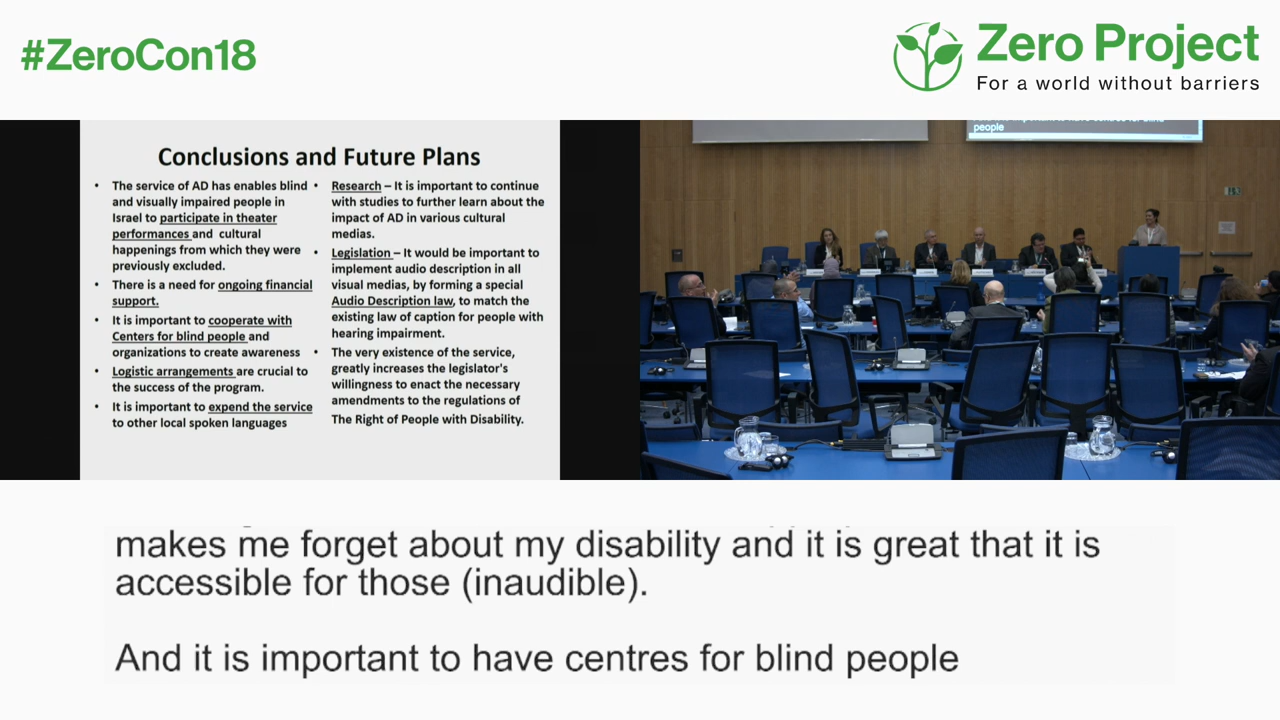 #ZeroCon18
Zero Project
For a world without barriers
Conclusions and Future Plans
• The service of AD has enables blind
and visually impaired people in
Israel to participate in theater
performances and cultural
happenings from which they were
previously excluded.
• There is a need for ongoing financial
support.
• It is important to cooperate with
Centers for blind people and
organizations to create awareness
• Logistic arrangements are crucial to
the success of the program.
• It is important to expend the service
to other local spoken languages
• Research – It is important to continue
with studies to further learn about the
impact of AD in various cultural
medias.
• Legislation – It would be important to
implement audio description in all
visual medias, by forming a special
Audio Description law, to match the
existing law of caption for people with
hearing impairment.
• The very existence of the service,
greatly increases the legislator's
willingness to enact the necessary
amendments to the regulations of
The Right of People with Disability.
people
makes me forget about my disability and it is great that it is
accessible for those (inaudible).
And it is important to have centres for blind people